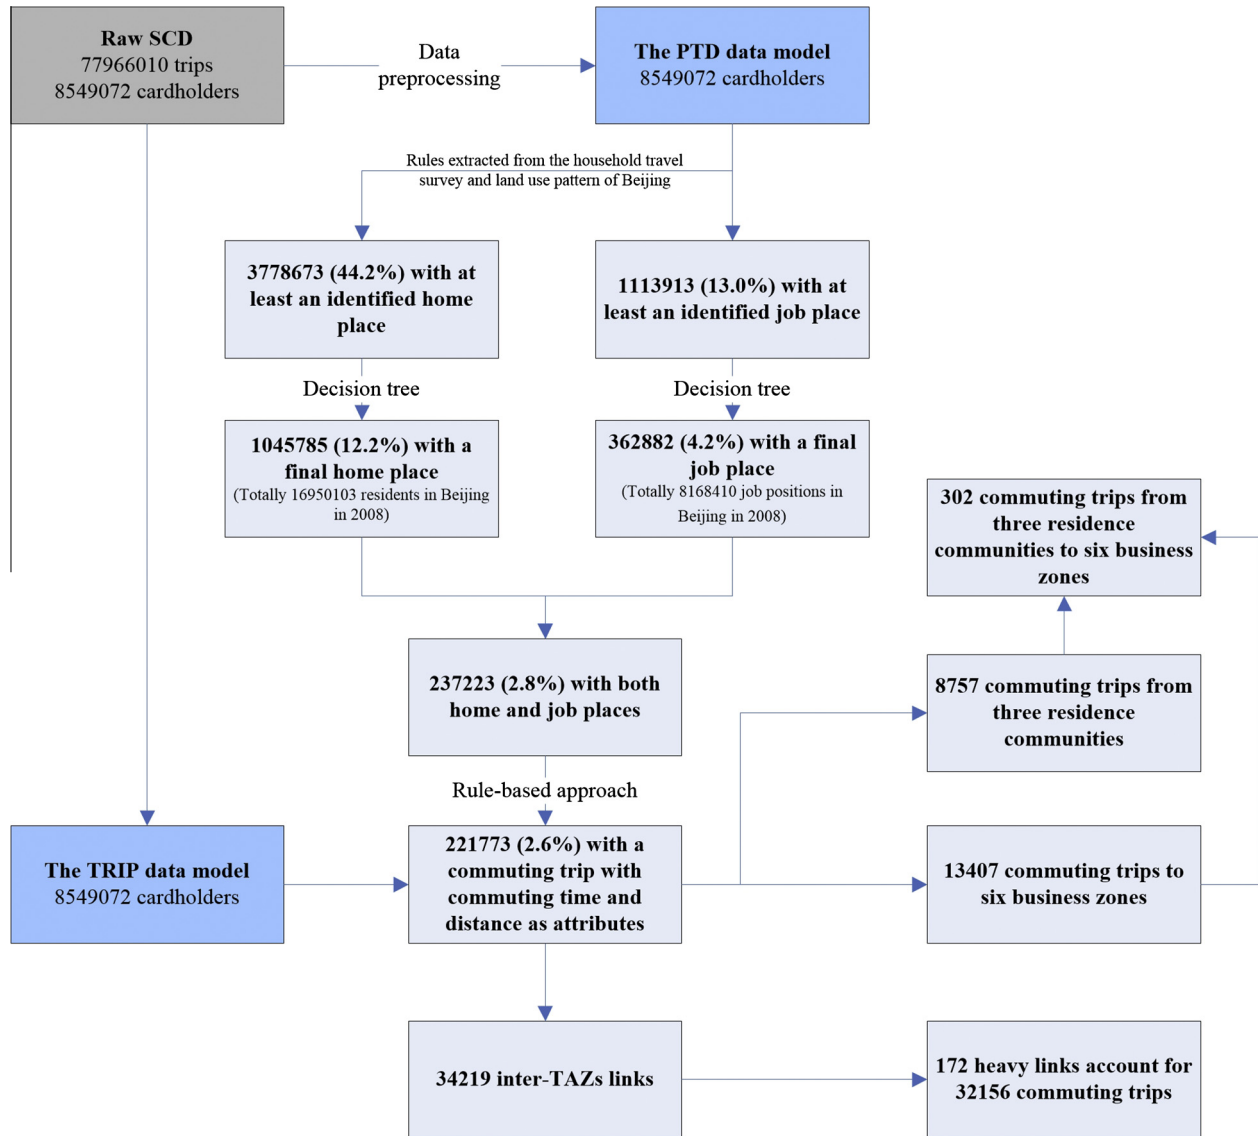 Raw SCD
77966010 trips
8549072 cardholders
Data
preprocessing
The PTD data model
8549072 cardholders
Rules extracted from the household travel
survey and land use pattern of Beijing
3778673 (44.2%) with at
least an identified home
place
1113913 (13.0%) with at
least an identified job place
Decision tree
Decision tree
1045785 (12.2%) with a
final home place
(Totally 16950103 residents in Beijing
in 2008)
362882 (4.2%) with a final
job place
(Totally 8168410 job positions in
Beijing in 2008)
302 commuting trips from
three residence
communities to six business
zones
237223 (2.8%) with both
home and job places
8757 commuting trips from
three residence
communities
Rule-based approach
The TRIP data model
8549072 cardholders
221773 (2.6%) with a
commuting trip with
commuting time and
distance as attributes
13407 commuting trips to
six business zones
34219 inter-TAZs links
172 heavy links account for
32156 commuting trips